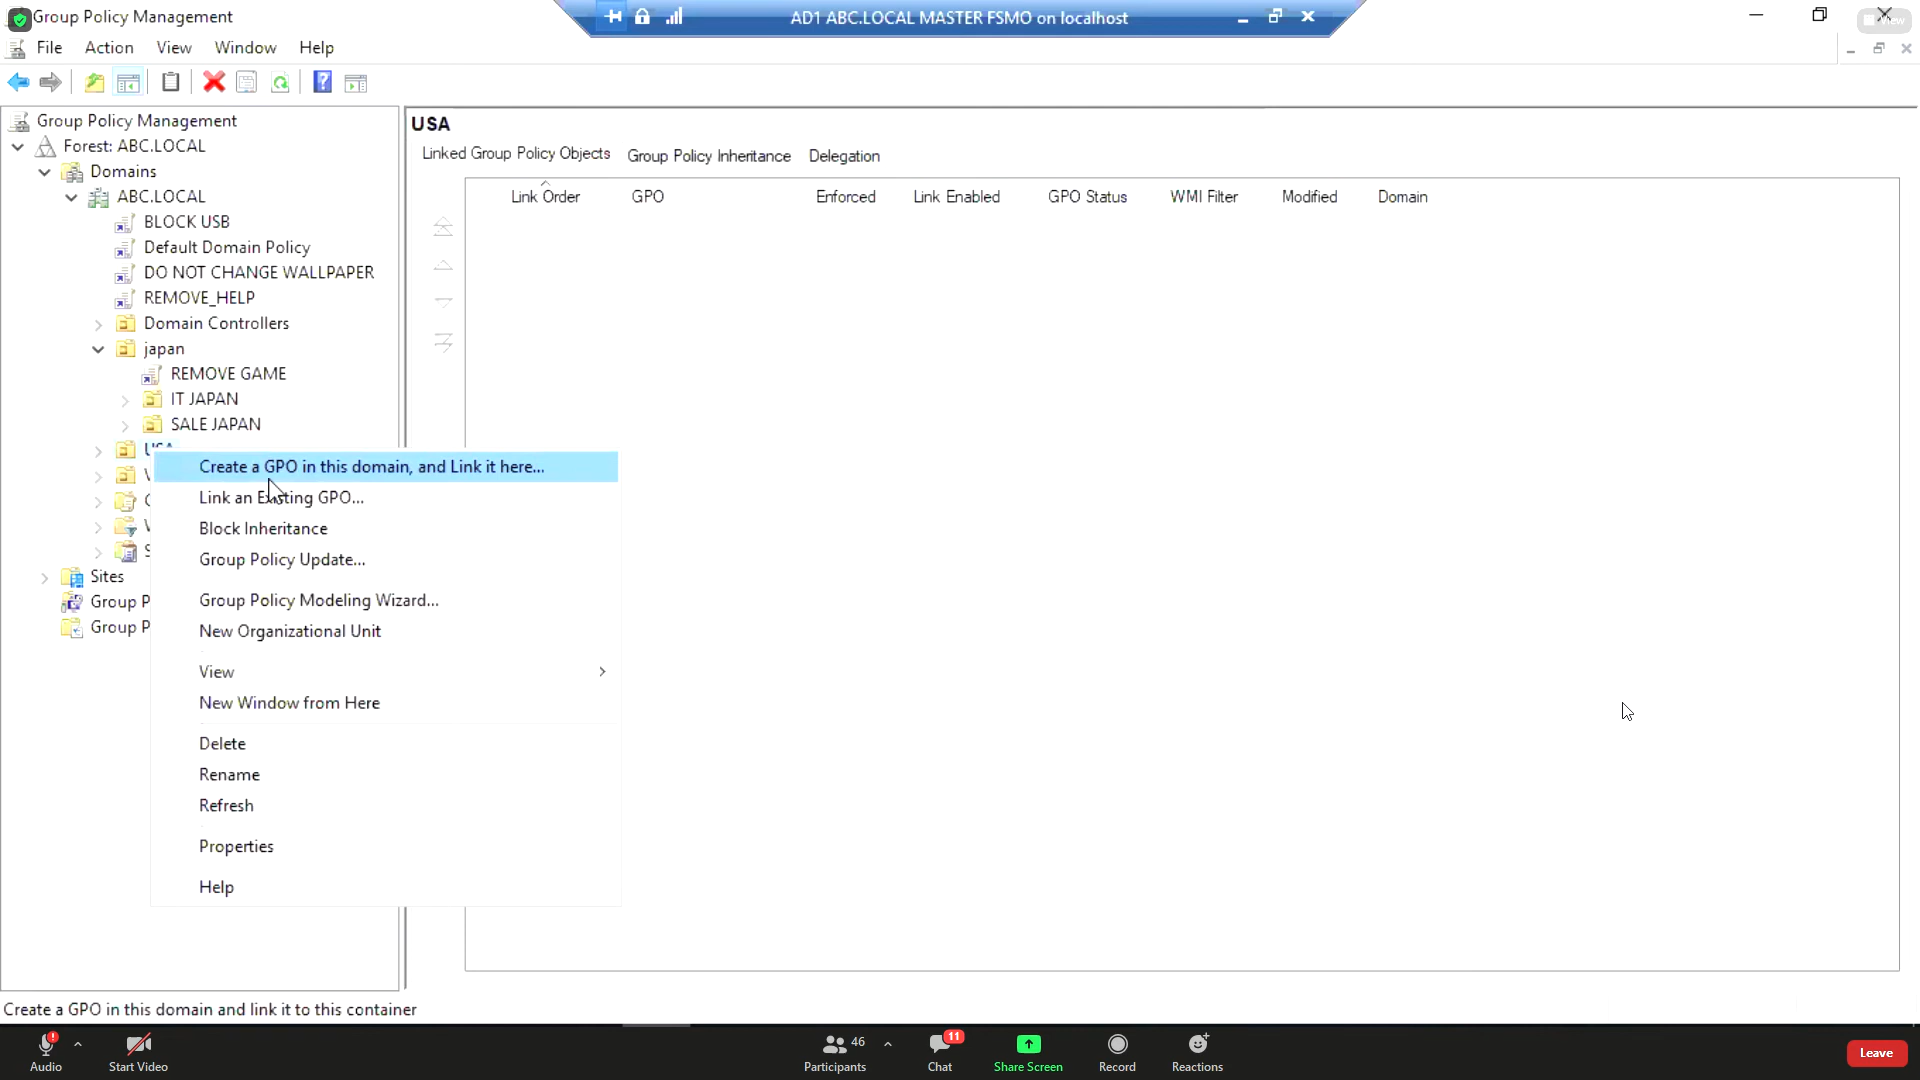 Group Policy Management
AD1 ABC.LOCAL MASTER FSMO on localhost
View
File Action View Window Help
Group Policy Management
Forest: ABC.LOCAL
Domains
ABC.LOCAL
BLOCK USB
Default Domain Policy
DO NOT CHANGE WALLPAPER
REMOVE_HELP
Domain Controllers
japan
REMOVE GAME
IT JAPAN
SALE JAPAN
USA
Sites
Group P
Group P
USA
Linked Group Policy Objects Group Policy Inheritance Delegation
Link Order GPO Enforced Link Enabled GPO Status WMI Filter Modified Domain
Create a GPO in this domain, and Link it here...
Link an Existing GPO...
Block Inheritance
Group Policy Update...
Group Policy Modeling Wizard...
New Organizational Unit
View
New Window from Here
Delete
Rename
Refresh
Properties
Help
Create a GPO in this domain and link it to this container
Audio
Start Video
46
Participants
11
Chat
Share Screen
Record
Reactions
Leave